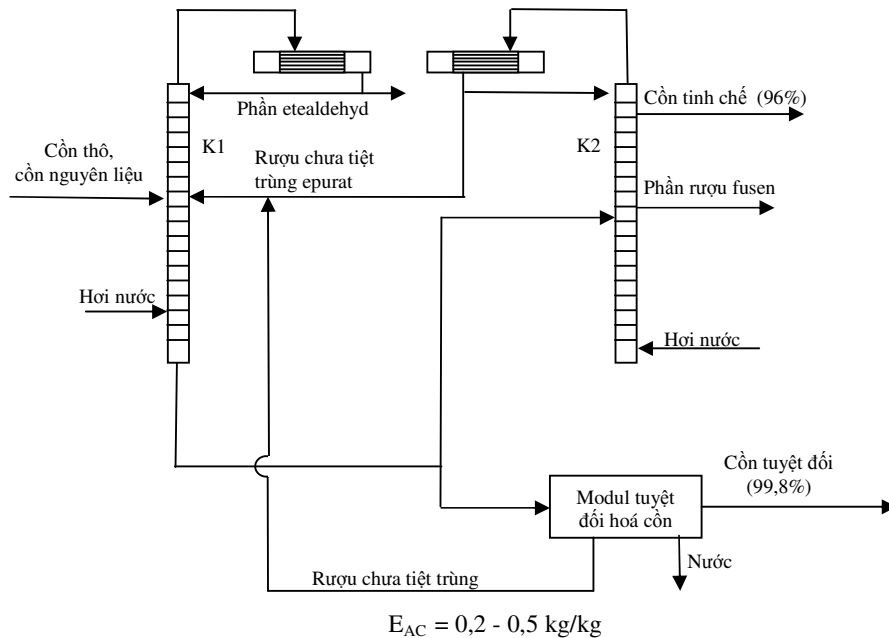 Phần etealdehyd
Cồn tinh chế (96%)
K1
K2
Cồn thô,
cồn nguyên liệu
Rượu chưa tiệt
trùng epurat
Phần rượu fusen
Hơi nước
Hơi nước
Cồn tuyệt đối
(99,8%)
Modul tuyệt
đối hoá cồn
Nước
Rượu chưa tiệt trùng
E_AC = 0,2 - 0,5 kg/kg